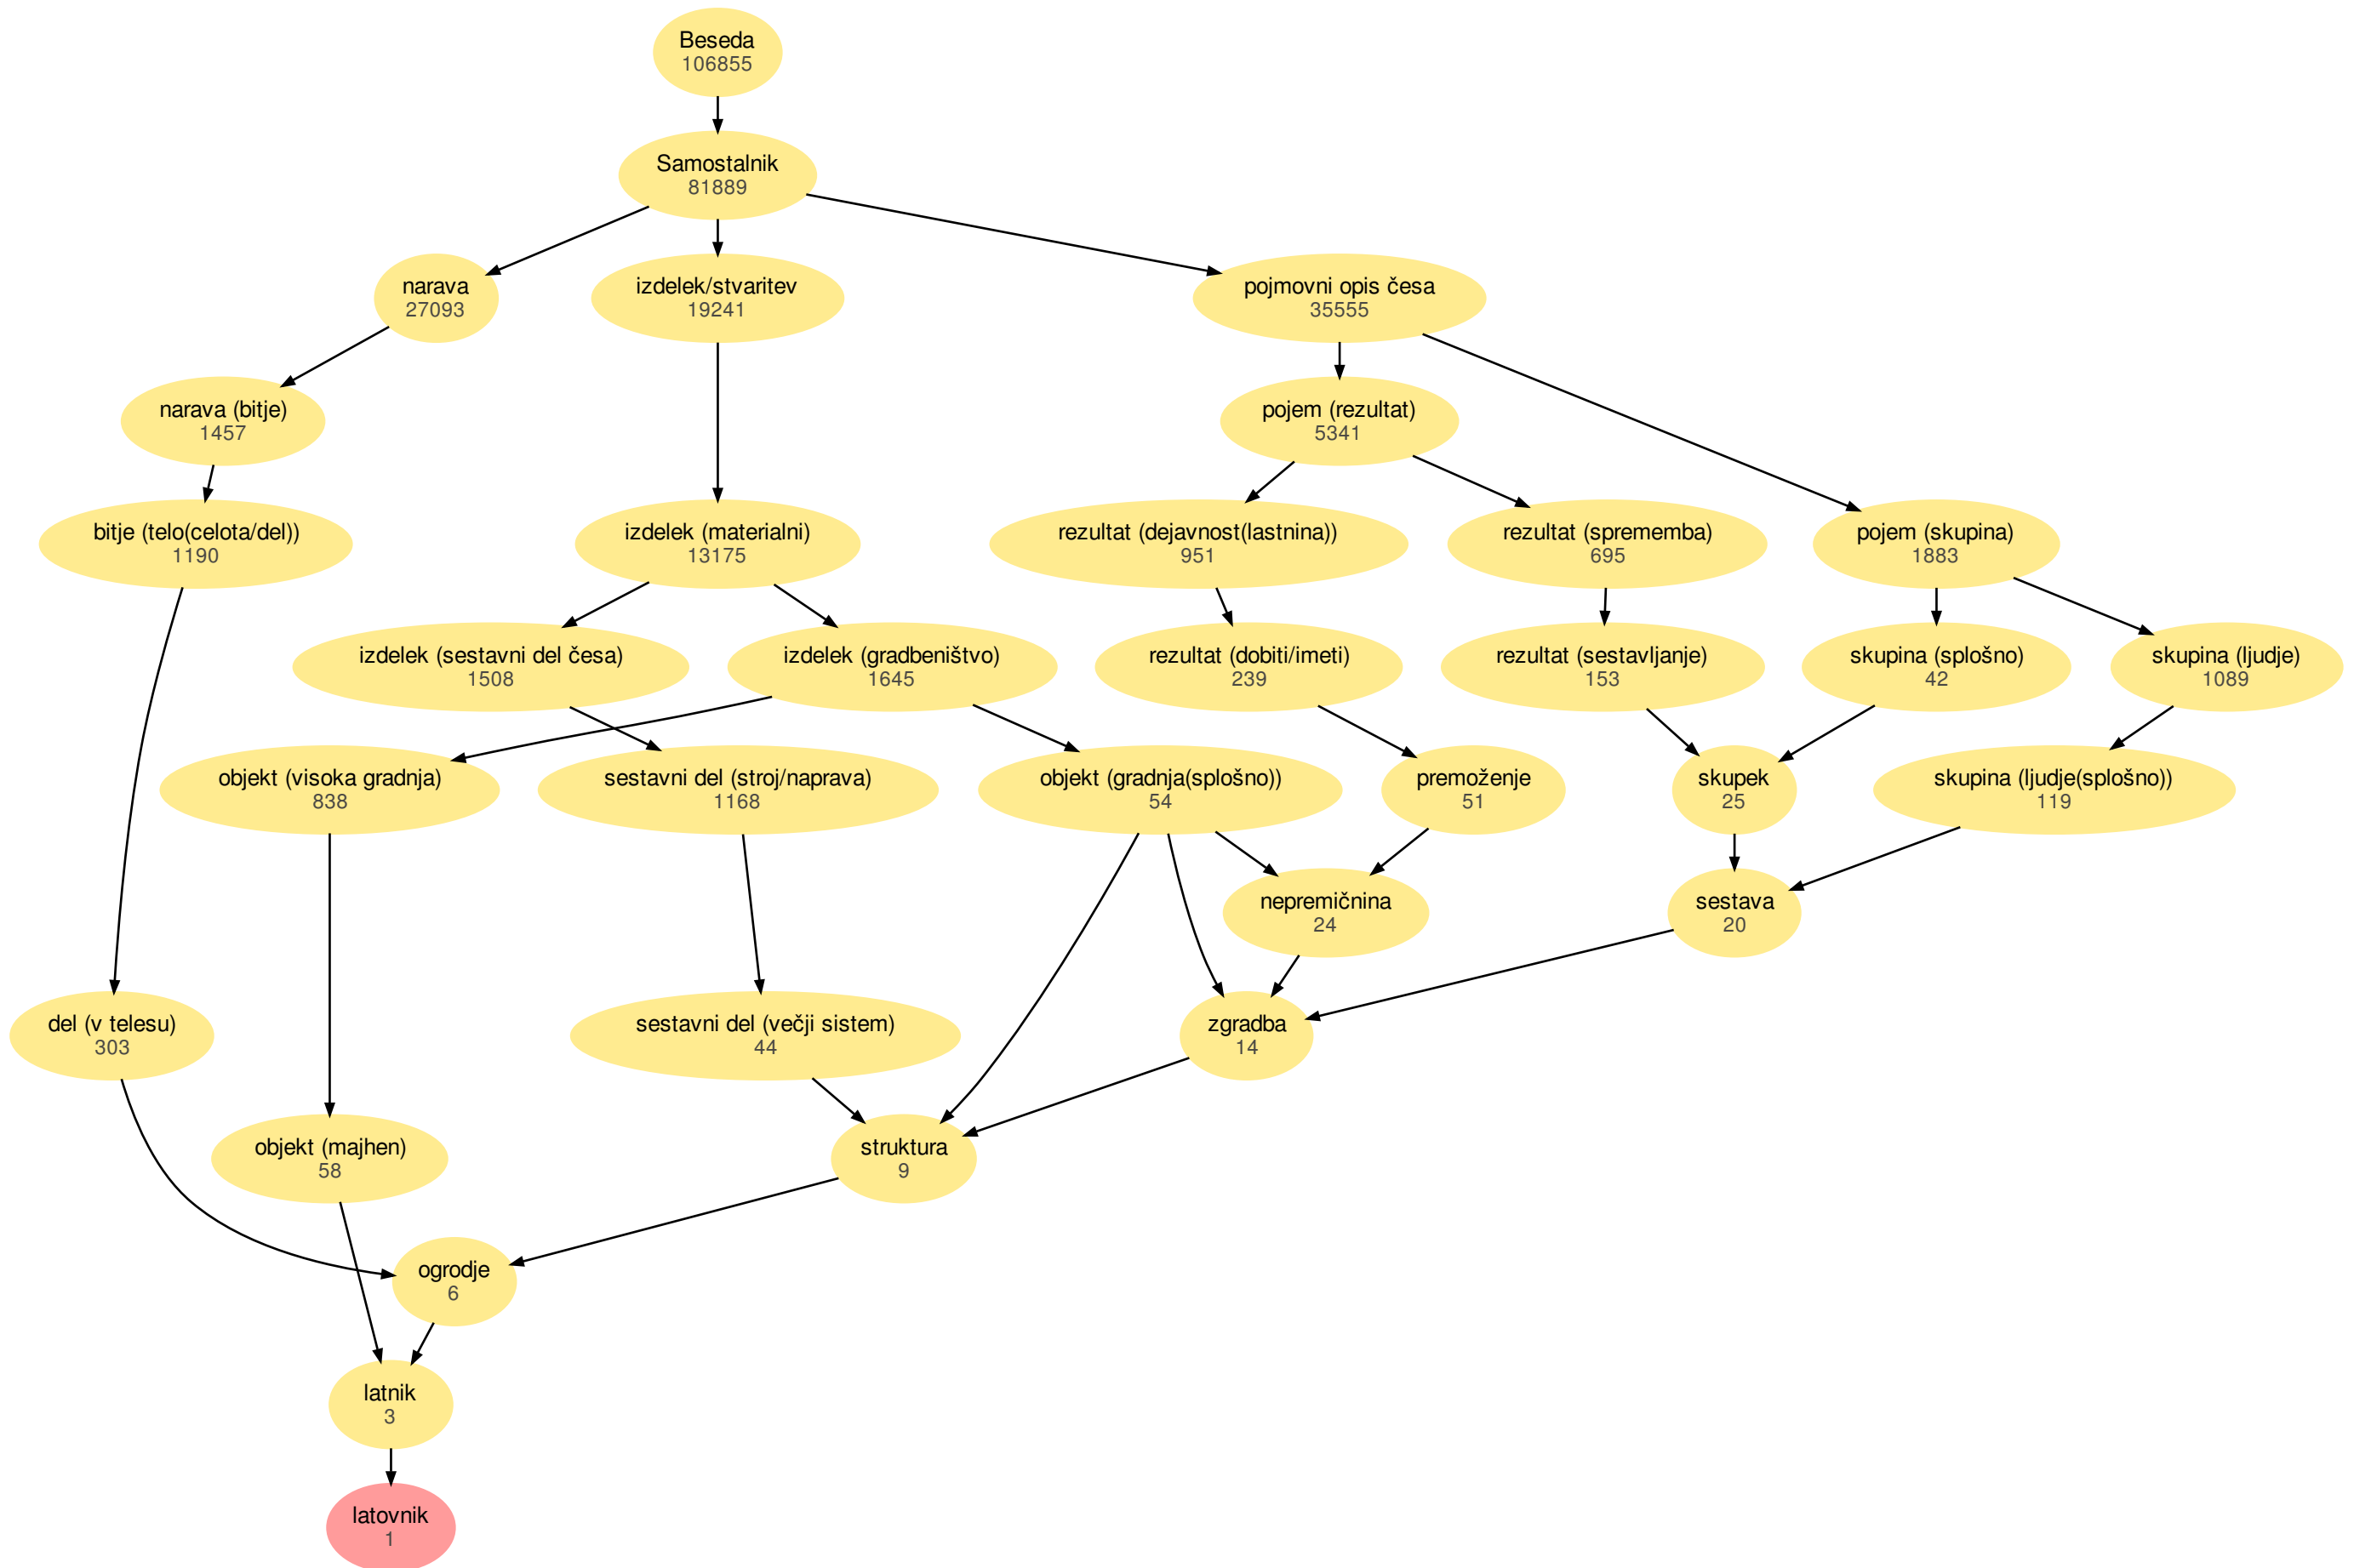 Beseda
106855
Samostalnik
81889
narava
27093
izdelek/stvaritev
19241
pojmovni opis česa
35555
narava (bitje)
1457
pojem (rezultat)
5341
bitje (telo(celota/del))
1190
izdelek (materialni)
13175
rezultat (dejavnost(lastnina))
951
rezultat (sprememba)
695
pojem (skupina)
1883
izdelek (sestavni del česa)
1508
izdelek (gradbeništvo)
1645
rezultat (dobiti/imeti)
239
rezultat (sestavljanje)
153
skupina (splošno)
42
skupina (ljudje)
1089
objekt (visoka gradnja)
838
sestavni del (stroj/naprava)
1168
objekt (gradnja(splošno))
54
premoženje
51
skupek
25
skupina (ljudje(splošno))
119
nepremičnina
24
sestava
20
del (v telesu)
303
sestavni del (večji sistem)
44
zgradba
14
objekt (majhen)
58
struktura
9
ogrodje
6
latnik
3
latovnik
1